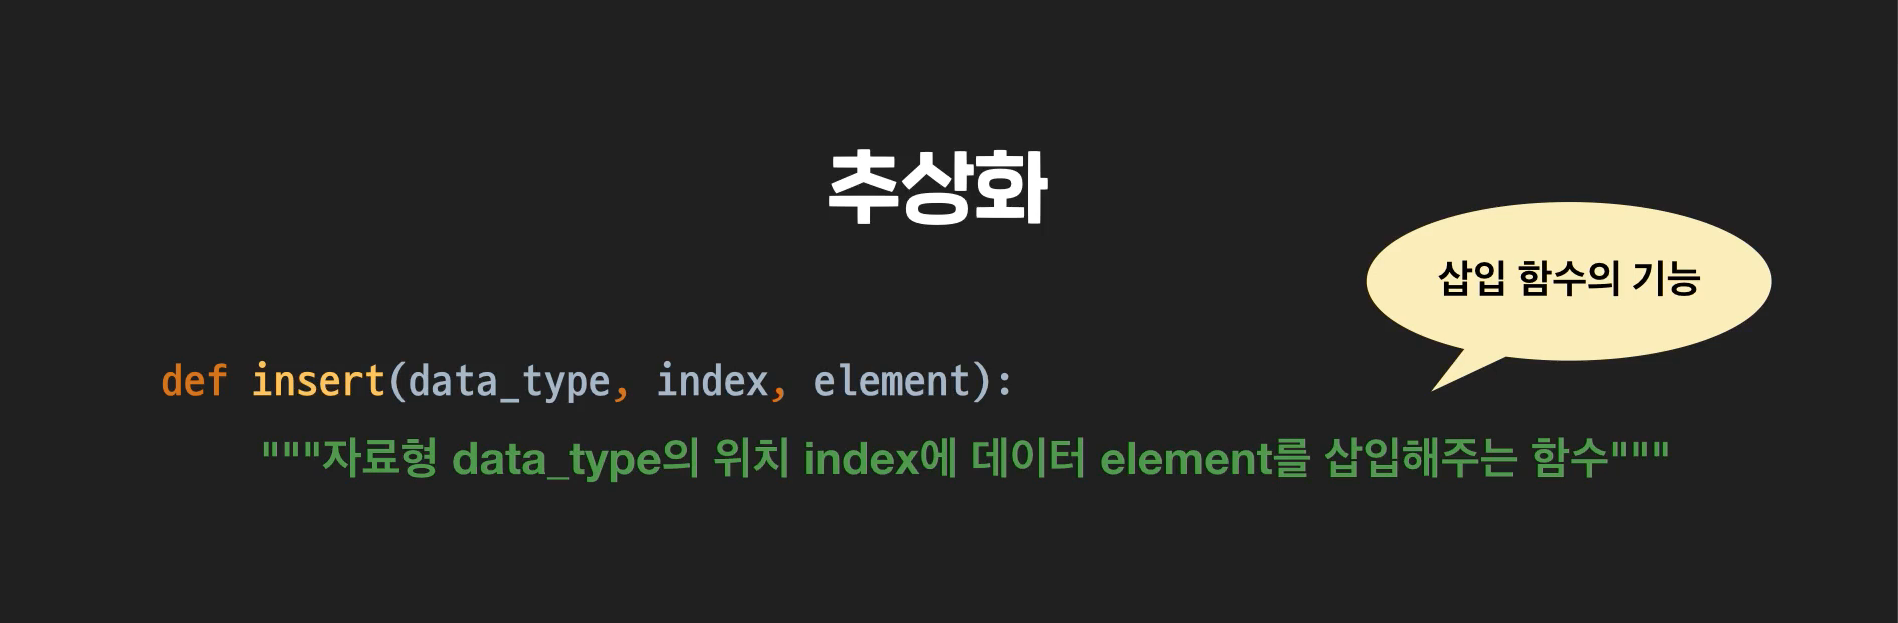 추상화
삽입 함수의 기능
def insert(data_type, index, element):
"""자료형 data_type의 위치 index에 데이터 element를 삽입해주는 함수"""